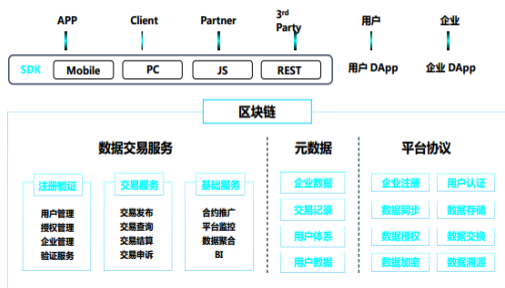 APP Client Partner 3rd Party 用户 企业
SDK Mobile PC JS REST 用户 DApp 企业 DApp
区块链
数据交易服务 元数据 平台协议
注册验证 交易服务 基础服务 企业数据 企业注册 用户认证
用户管理 交易发布 合约推广
授权管理 交易查询 平台监控 交易记录 数据同步 数据存储
企业管理 交易结算 数据聚合 用户体系 数据授权 数据交换
验证服务 交易申诉 BI
用户数据 数据加密 数据溯源